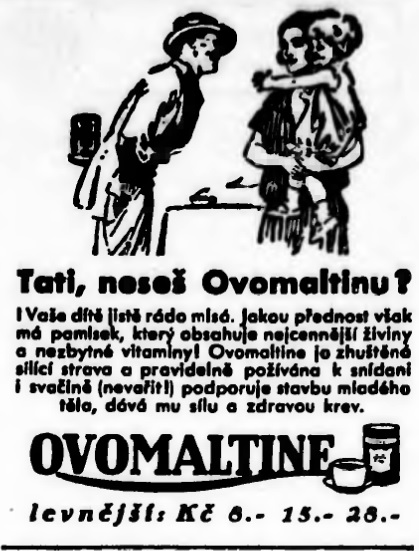 Tati, neseš Ovomaltinu?
I Vaše dítě jistě rádo mlsá. Jakou přednost však
má pamlsek, který obsahuje nejcennější živiny
a nezbytné vitaminy! Ovomaltine jo zhuštěná
sílící strava a pravidelně požívána k snídani
i svačině (nevařit!) podporuje stavbu mladého
těla, dává mu sílu a zdravou krev.
OVOMALTINE
levnější: Kč 8.- 15.- 28.-